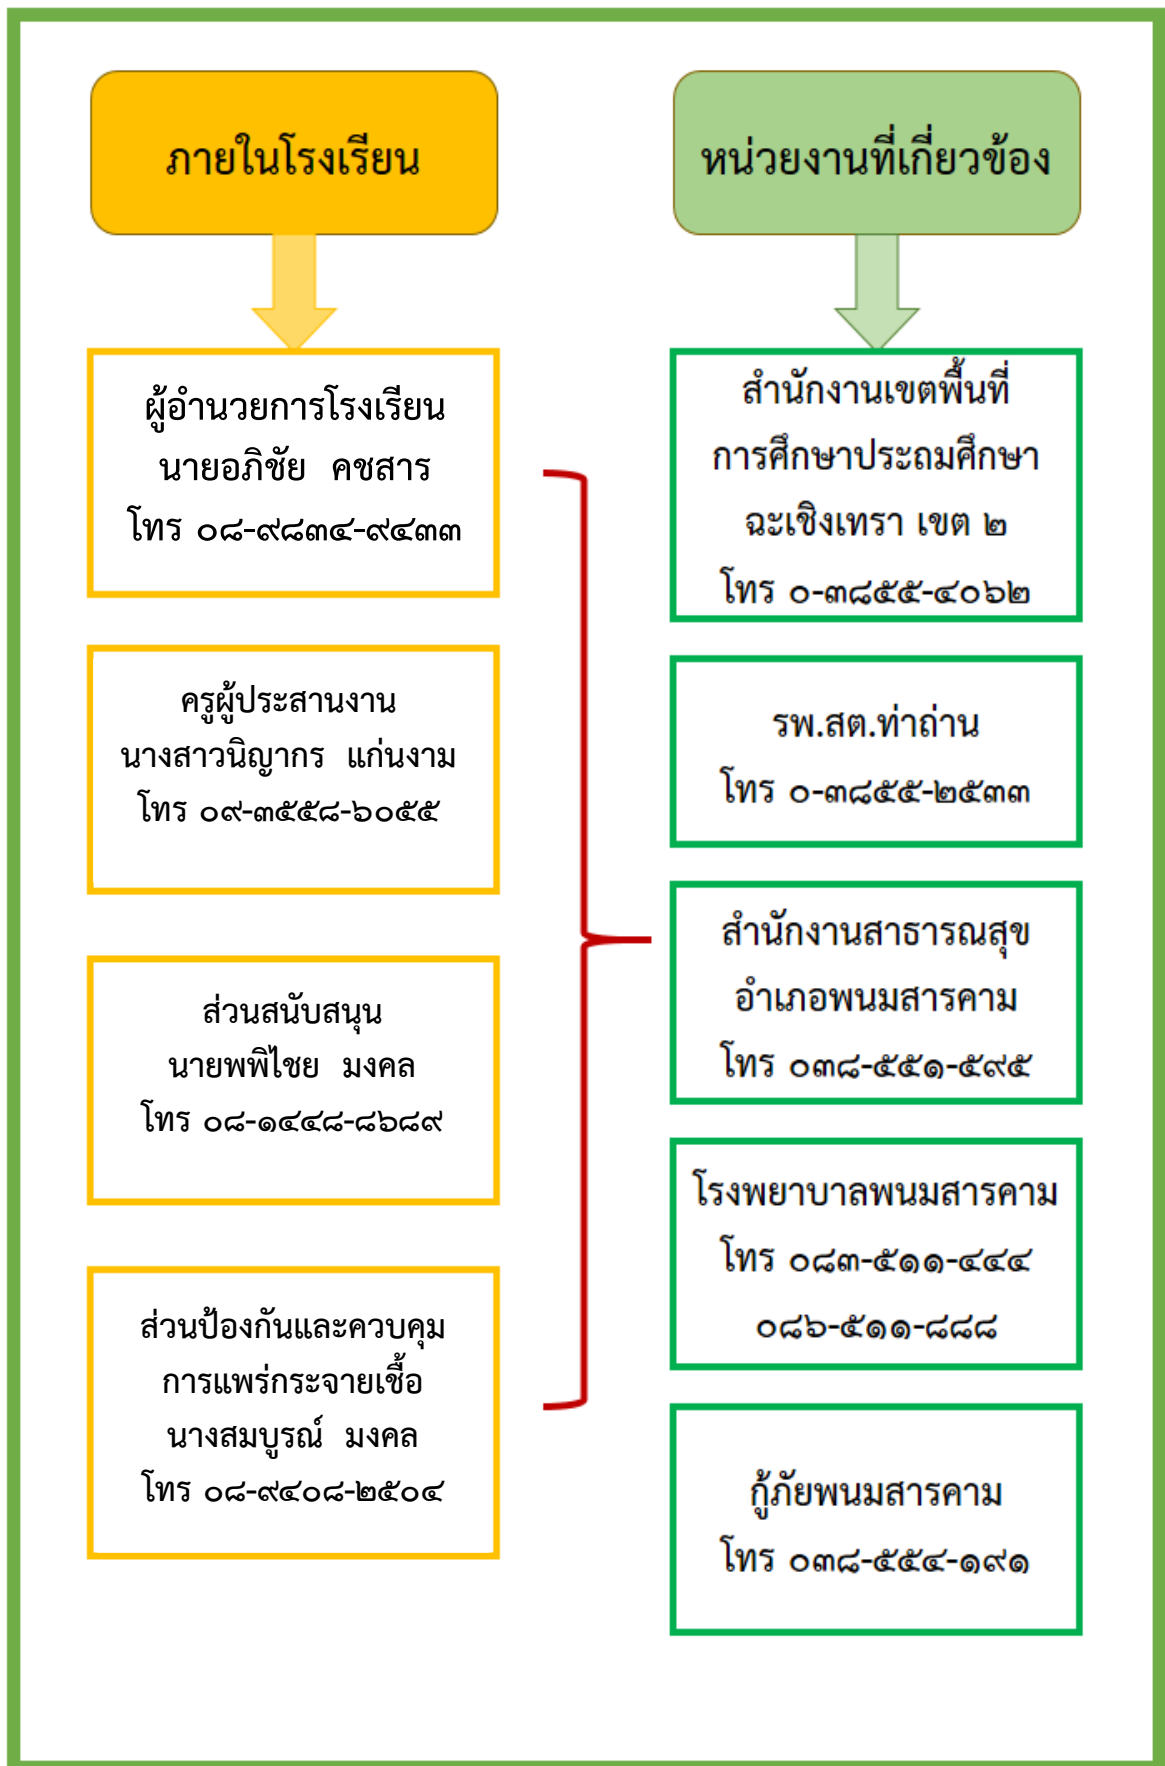 ภายในโรงเรียน
ผู้อำนวยการโรงเรียน
นายอภิชัย คชสาร
โทร ๐๘-๙๘๓๔-๙๔๓๓
ครูผู้ประสานงาน
นางสาวนิญากร แก่นงาม
โทร ๐๙-๓๕๕๘-๖๐๕๕
ส่วนสนับสนุน
นายพพิไชย มงคล
โทร ๐๘-๑๔๔๘-๘๖๘๙
ส่วนป้องกันและควบคุม
การแพร่กระจายเชื้อ
นางสมบูรณ์ มงคล
โทร ๐๘-๙๔๐๘-๒๕๐๔
หน่วยงานที่เกี่ยวข้อง
สำนักงานเขตพื้นที่
การศึกษาประถมศึกษา
ฉะเชิงเทรา เขต ๒
โทร ๐-๓๘๕๕-๔๐๖๒
รพ.สต.ท่าถ่าน
โทร ๐-๓๘๕๕-๒๕๓๓
สำนักงานสาธารณสุข
อำเภอพนมสารคาม
โทร ๐๓๘-๕๕๑-๕๙๕
โรงพยาบาลพนมสารคาม
โทร ๐๘๓-๕๑๑-๔๔๔
๐๘๖-๕๑๑-๘๘๘
กู้ภัยพนมสารคาม
โทร ๐๓๘-๕๕๔-๑๙๑